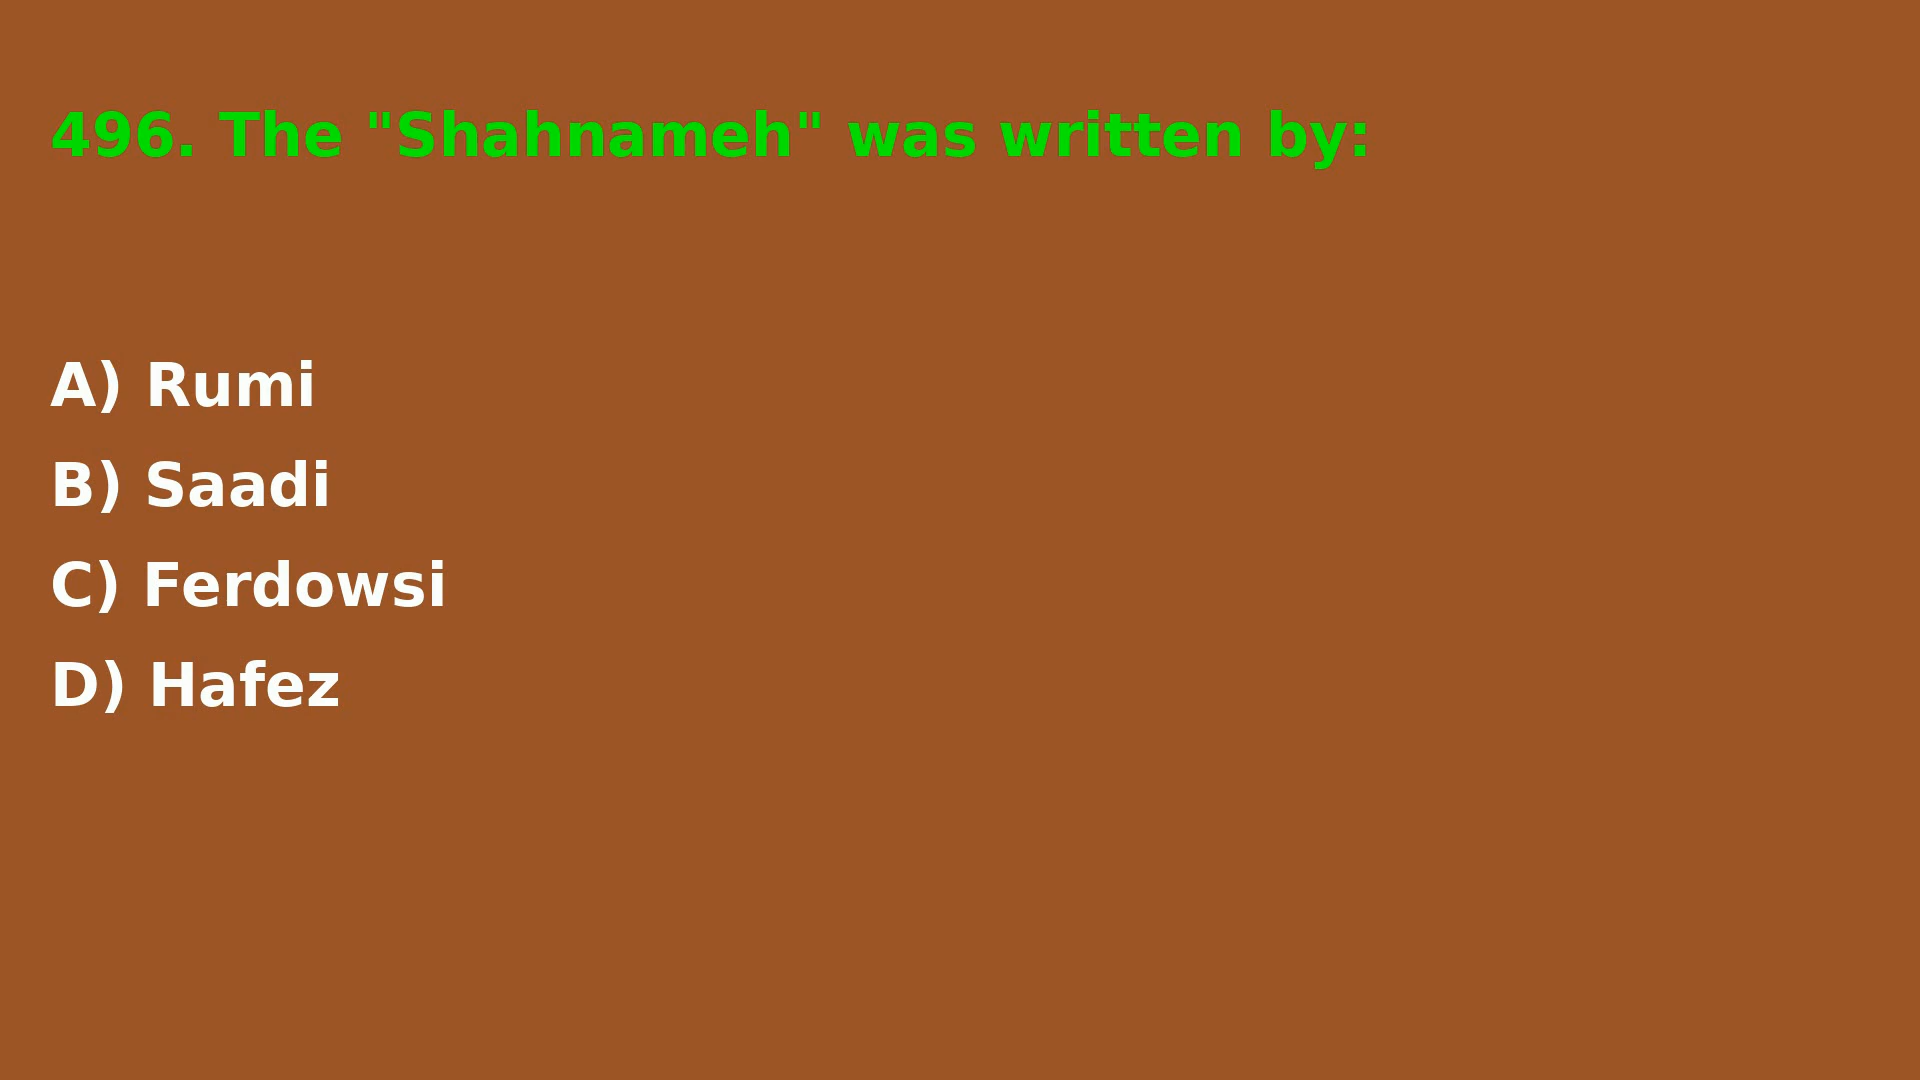 496. The "Shahnameh" was written by:
A) Rumi
B) Saadi
C) Ferdowsi
D) Hafez